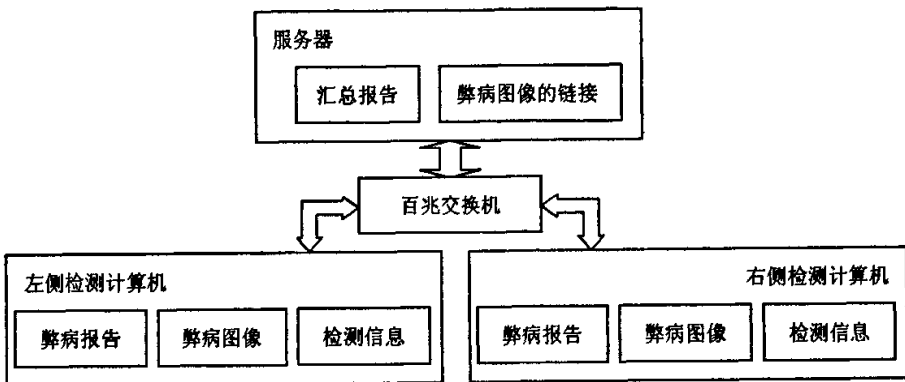 服务器
汇总报告
弊病图像的链接
百兆交换机
左侧检测计算机
弊病报告
弊病图像
检测信息
右侧检测计算机
弊病报告
弊病图像
检测信息